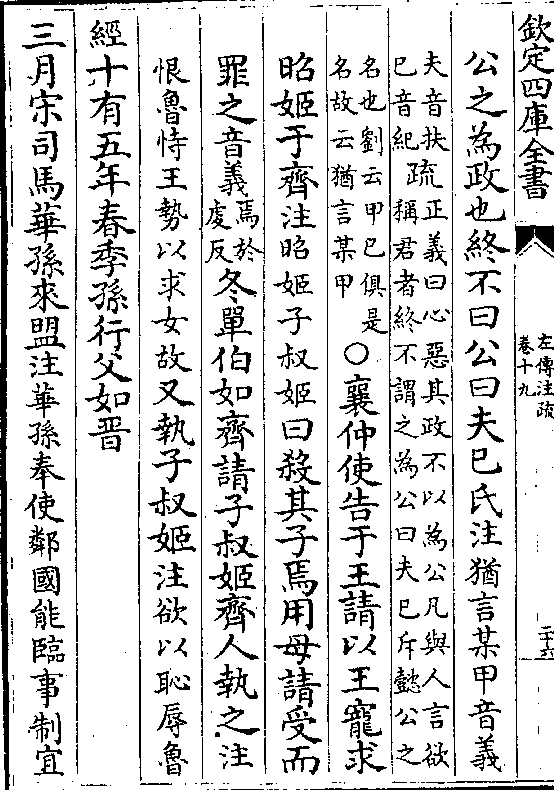 欽定四庫全書
左傳注疏
卷十九
二十六
公之為政也終不曰公曰夫已氏注猶言某甲音義
夫音扶疏正義曰心惡其政不以為公凡與人言欲
已音紀疏稱君者終不謂之為公曰夫已斥懿公之
名也劉云甲已俱是
名故云猶言某甲
○襄仲使告于王請以王寵求
昭姬于齊注昭姬子叔姬曰殺其子焉用母請受而
罪之音義焉於
虔反
冬單伯如齊請子叔姬齊人執之注
恨魯恃王勢以求女故又執子叔姬注欲以恥辱魯
經十有五年春季孫行父如晋
三月宋司馬華孫來盟注華孫奉使鄰國能臨事制宜